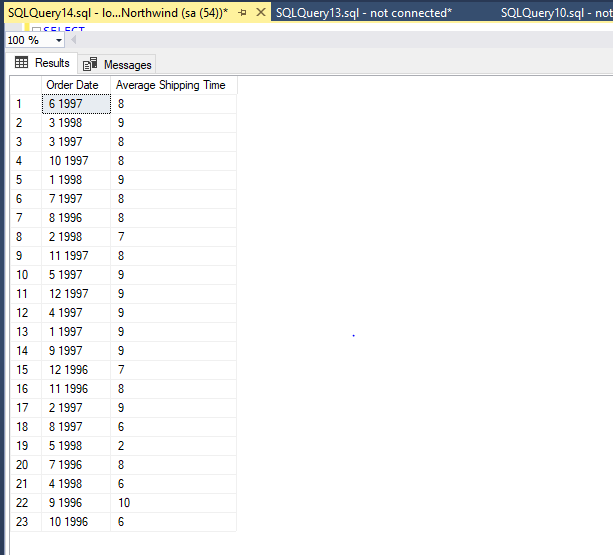 SQLQuery14.sql - lo...Northwind (sa (54))* SQLQuery13.sql - not connected* SQLQuery10.sql - not
SELECT
100 %
Results Messages
Order Date Average Shipping Time
1 6 1997 8
2 3 1998 9
3 3 1997 8
4 10 1997 8
5 1 1998 9
6 7 1997 8
7 8 1996 8
8 2 1998 7
9 11 1997 8
10 5 1997 9
11 12 1997 9
12 4 1997 9
13 1 1997 9
14 9 1997 9
15 12 1996 7
16 11 1996 8
17 2 1997 9
18 8 1997 6
19 5 1998 2
20 7 1996 8
21 4 1998 6
22 9 1996 10
23 10 1996 6